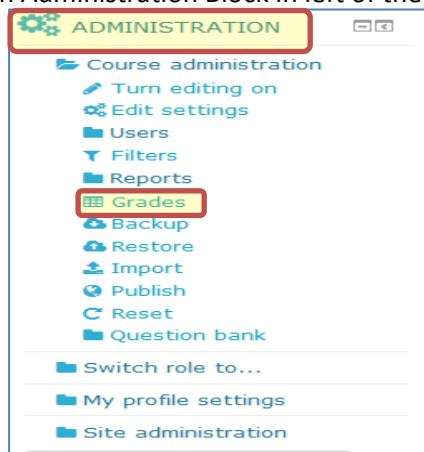 Administration Block in left of the
ADMINISTRATION
Course administration
Turn editing on
Edit settings
Users
Filters
Reports
Grades
Backup
Restore
Import
Publish
Reset
Question bank
Switch role to...
My profile settings
Site administration